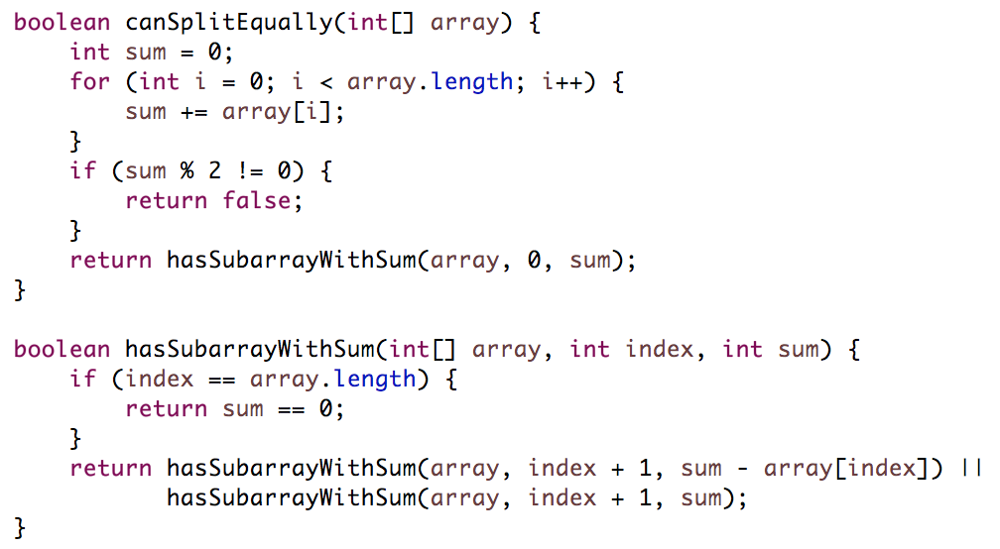 boolean canSplitEqually(int[] array) {
    int sum = 0;
    for (int i = 0; i < array.length; i++) {
        sum += array[i];
    }
    if (sum % 2 != 0) {
        return false;
    }
    return hasSubarrayWithSum(array, 0, sum);
}

boolean hasSubarrayWithSum(int[] array, int index, int sum) {
    if (index == array.length) {
        return sum == 0;
    }
    return hasSubarrayWithSum(array, index + 1, sum - array[index]) ||
           hasSubarrayWithSum(array, index + 1, sum);
}